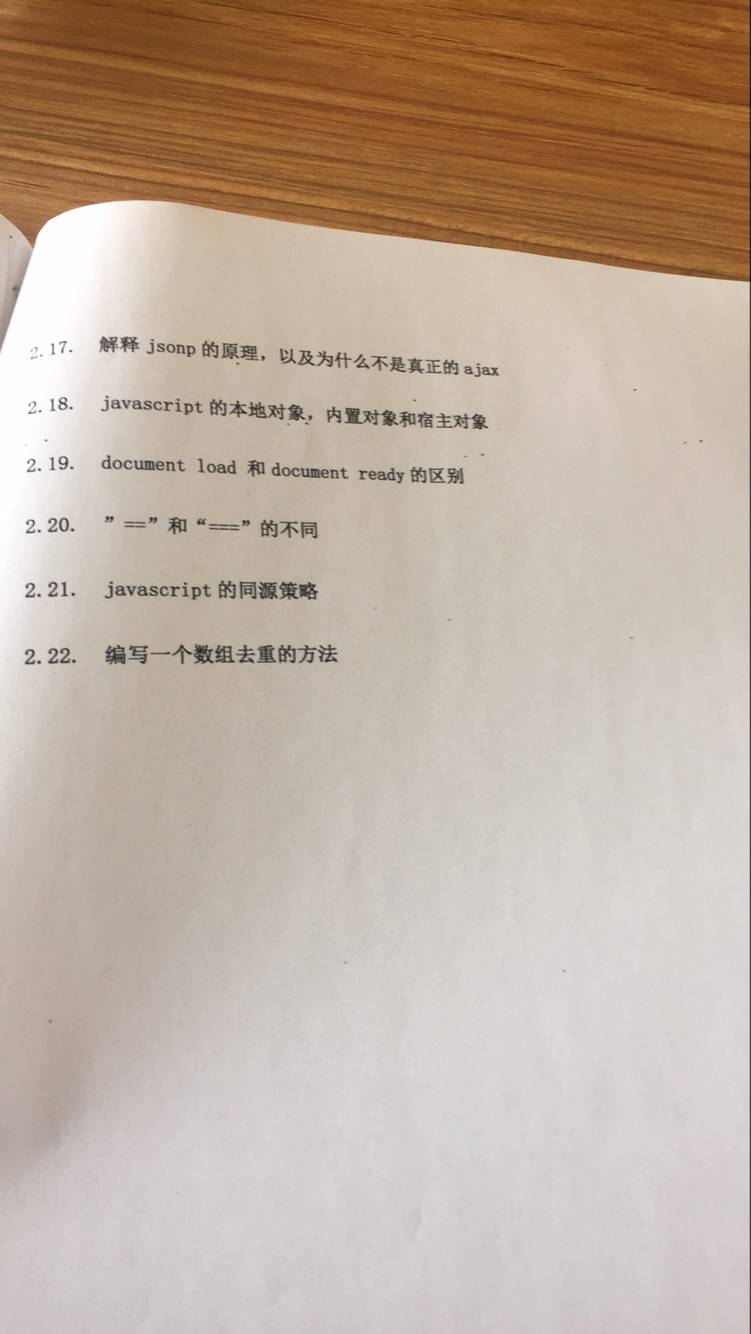 2.17. 解释 jsonp 的原理，以及为什么不是真正的 ajax
2.18. javascript 的本地对象，内置对象和宿主对象
2.19. document load 和 document ready 的区别
2.20. ”==”和“===”的不同
2.21. javascript 的同源策略
2.22. 编写一个数组去重的方法